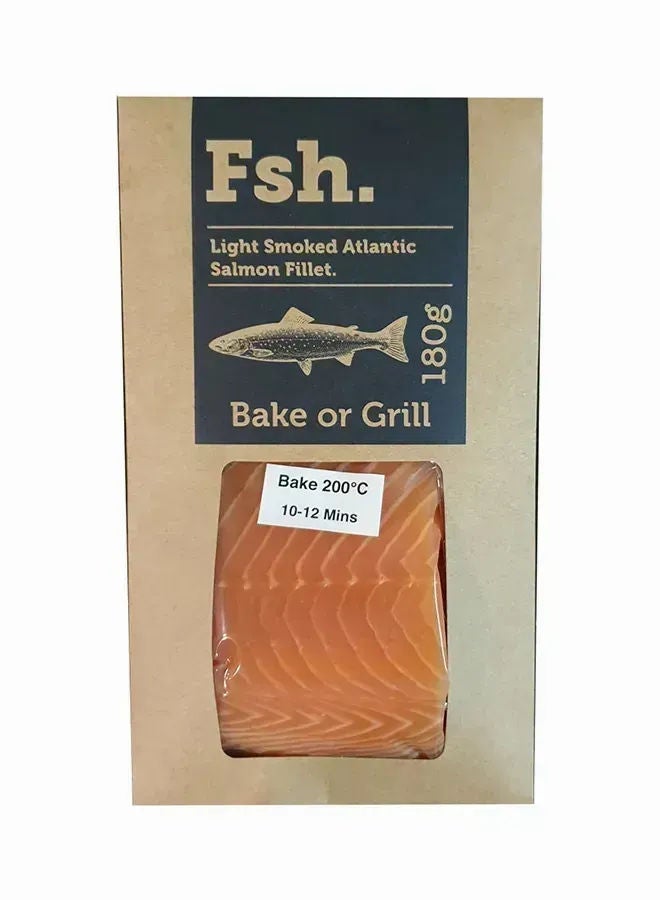 Fsh.
Light Smoked Atlantic
Salmon Fillet.
180g
Bake or Grill
Bake 200°C
10-12 Mins